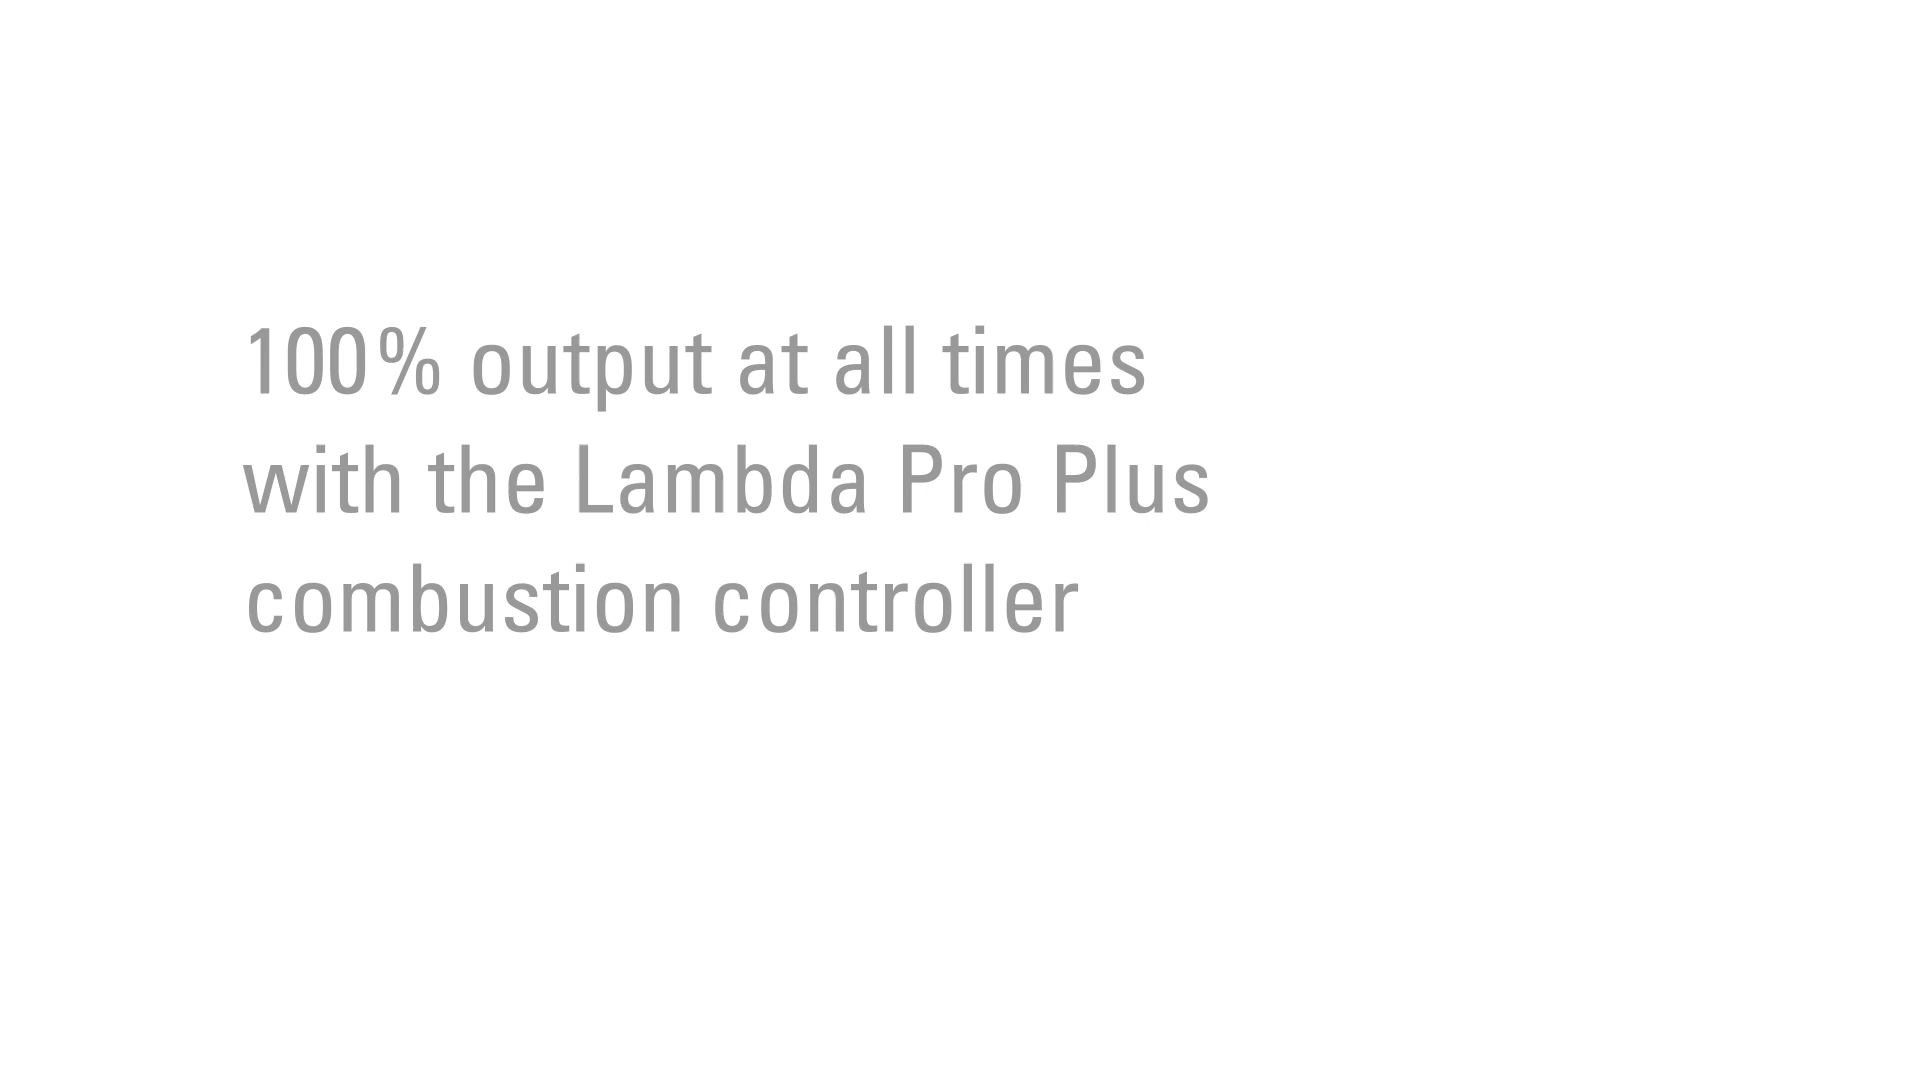 100% output at all times
with the Lambda Pro Plus
combustion controller